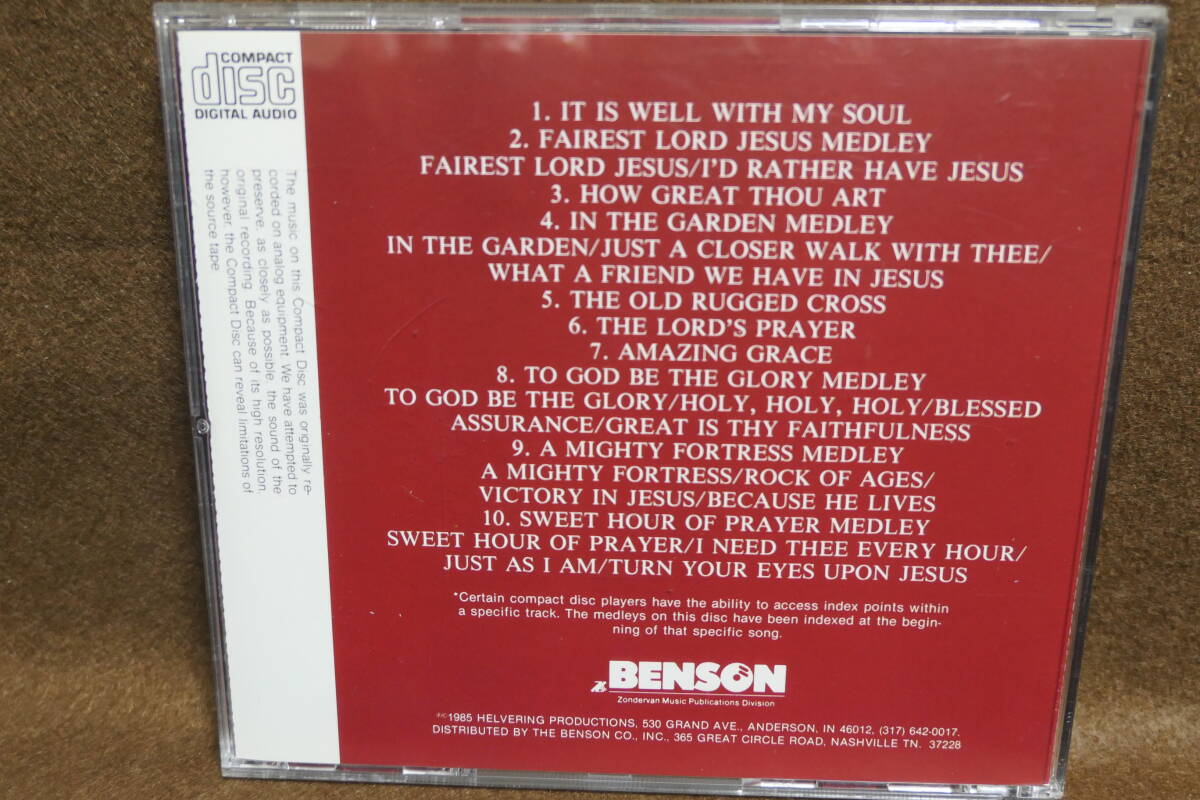 COMPACT
disc
DIGITAL AUDIO
The music on this Compact Disc was originally re-
corded on analog equipment. We have attempted to
preserve, as closely as possible, the sound of the
original recording. Because of its high resolution,
however, the Compact Disc can reveal limitations of
the source tape
1. IT IS WELL WITH MY SOUL
2. FAIREST LORD JESUS MEDLEY
FAIREST LORD JESUS/I'D RATHER HAVE JESUS
3. HOW GREAT THOU ART
4. IN THE GARDEN MEDLEY
IN THE GARDEN/JUST A CLOSER WALK WITH THEE/
WHAT A FRIEND WE HAVE IN JESUS
5. THE OLD RUGGED CROSS
6. THE LORD'S PRAYER
7. AMAZING GRACE
8. TO GOD BE THE GLORY MEDLEY
TO GOD BE THE GLORY/HOLY, HOLY, HOLY/BLESSED
ASSURANCE/GREAT IS THY FAITHFULNESS
9. A MIGHTY FORTRESS MEDLEY
A MIGHTY FORTRESS/ROCK OF AGES/
VICTORY IN JESUS/BECAUSE HE LIVES
10. SWEET HOUR OF PRAYER MEDLEY
SWEET HOUR OF PRAYER/I NEED THEE EVERY HOUR/
JUST AS I AM/TURN YOUR EYES UPON JESUS
*Certain compact disc players have the ability to access index points within
a specific track. The medleys on this disc have been indexed at the begin-
ning of that specific song.
BENSON
Zondervan Music Publications Division
℗©1985 HELVERING PRODUCTIONS, 530 GRAND AVE., ANDERSON, IN 46012, (317) 642-0017.
DISTRIBUTED BY THE BENSON CO., INC., 365 GREAT CIRCLE ROAD, NASHVILLE TN. 37228